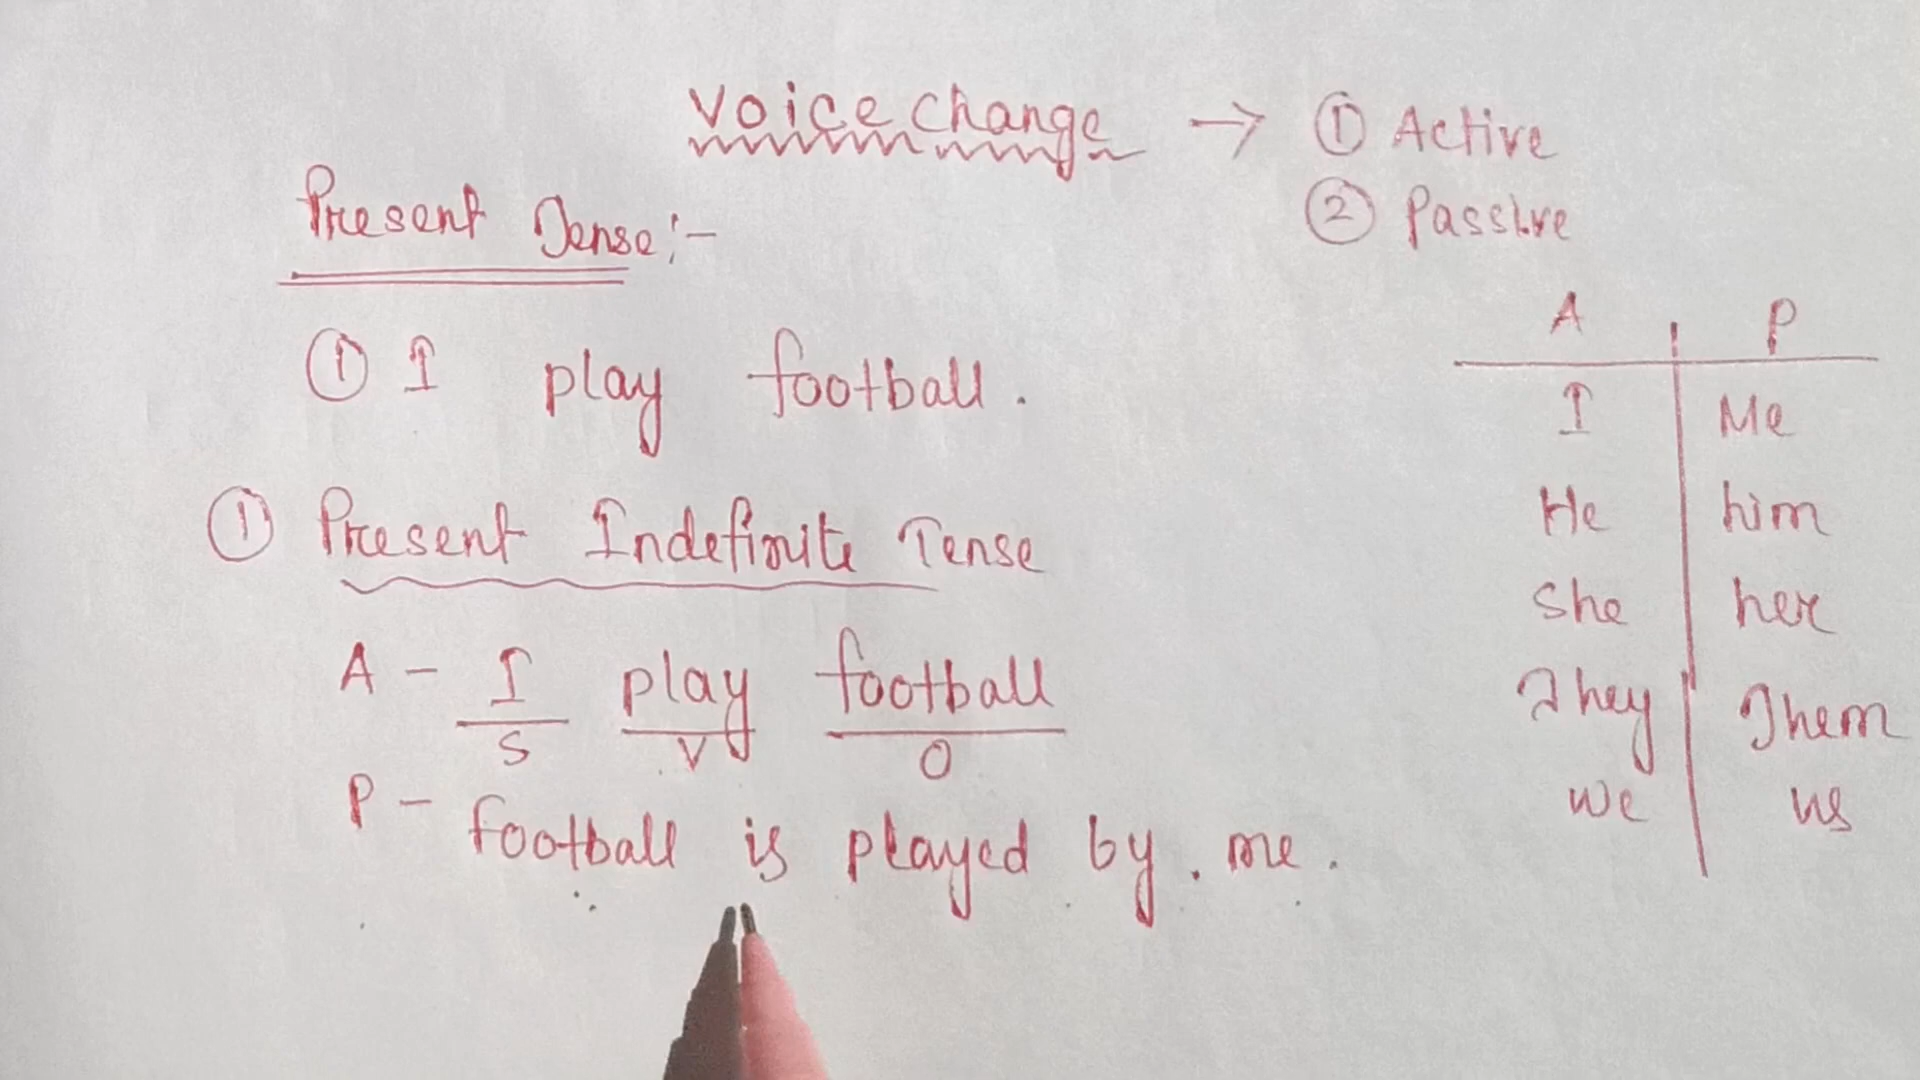 Voice Change → ① Active
② Passive
Present Tense:-
① I play football.
① Present Indefinite Tense
A - I play football
S V O
P - football is played by. me.
A P
I Me
He him
She her
They Them
We us